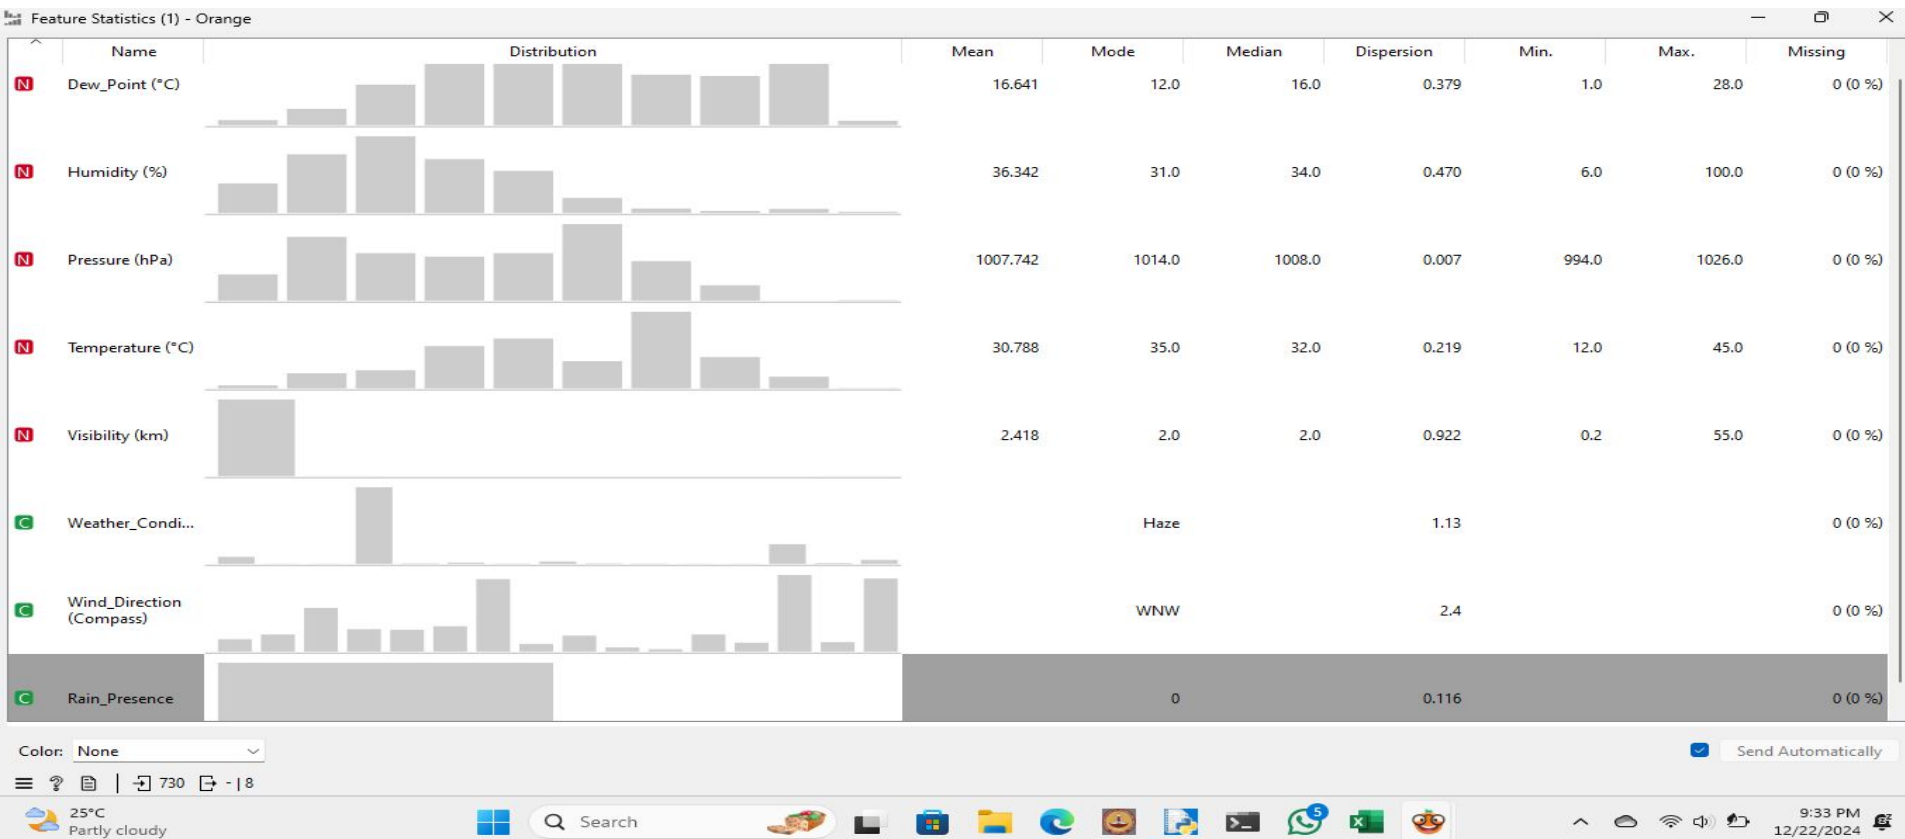 Feature Statistics (1) - Orange
Name Distribution Mean Mode Median Dispersion Min. Max. Missing
N Dew_Point (°C) 16.641 12.0 16.0 0.379 1.0 28.0 0 (0 %)
N Humidity (%) 36.342 31.0 34.0 0.470 6.0 100.0 0 (0 %)
N Pressure (hPa) 1007.742 1014.0 1008.0 0.007 994.0 1026.0 0 (0 %)
N Temperature (°C) 30.788 35.0 32.0 0.219 12.0 45.0 0 (0 %)
N Visibility (km) 2.418 2.0 2.0 0.922 0.2 55.0 0 (0 %)
C Weather_Condi... Haze 1.13 0 (0 %)
C Wind_Direction
(Compass) WNW 2.4 0 (0 %)
C Rain_Presence 0 0.116 0 (0 %)
Color: None Send Automatically
730 - | 8
25°C
Partly cloudy
Search
5
9:33 PM
12/22/2024